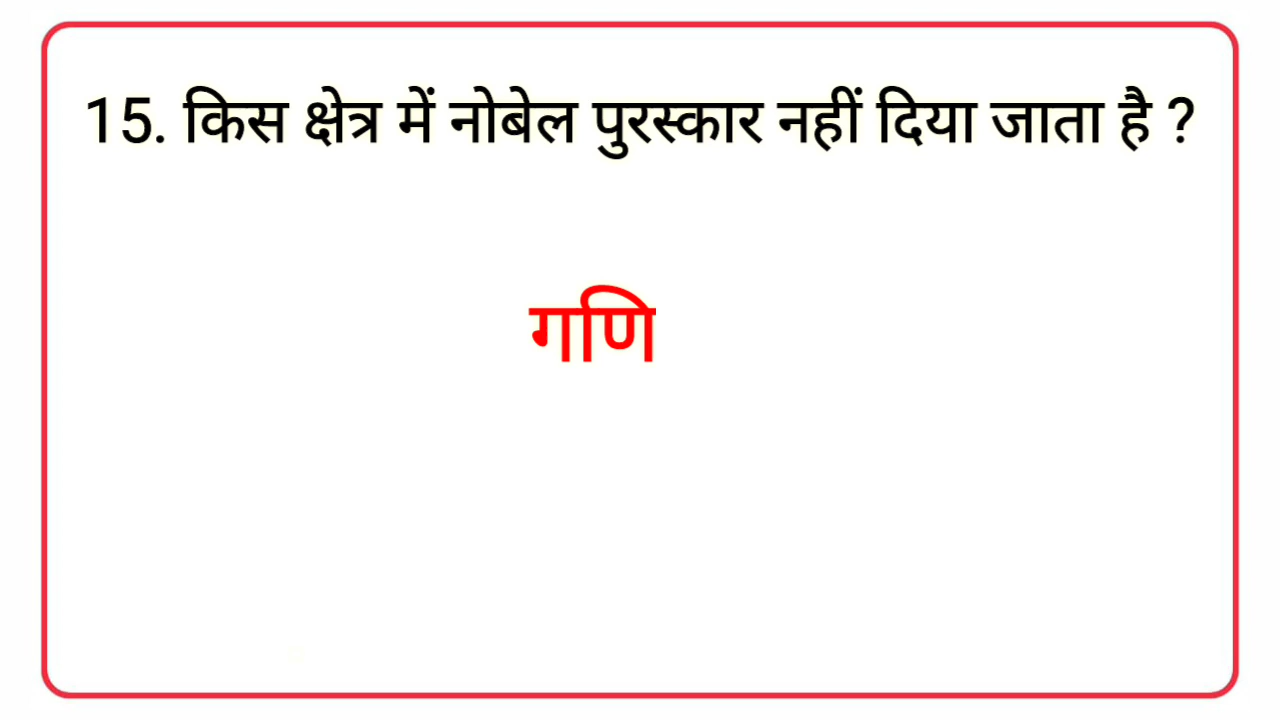 15. किस क्षेत्र में नोबेल पुरस्कार नहीं दिया जाता है ?
गणि